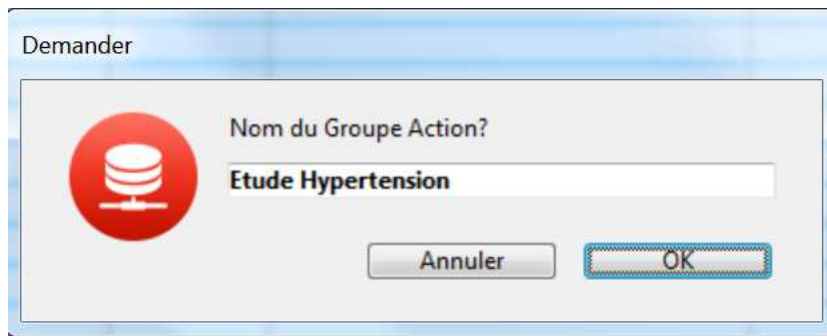 Demander
Nom du Groupe Action?
Etude Hypertension
Annuler
OK